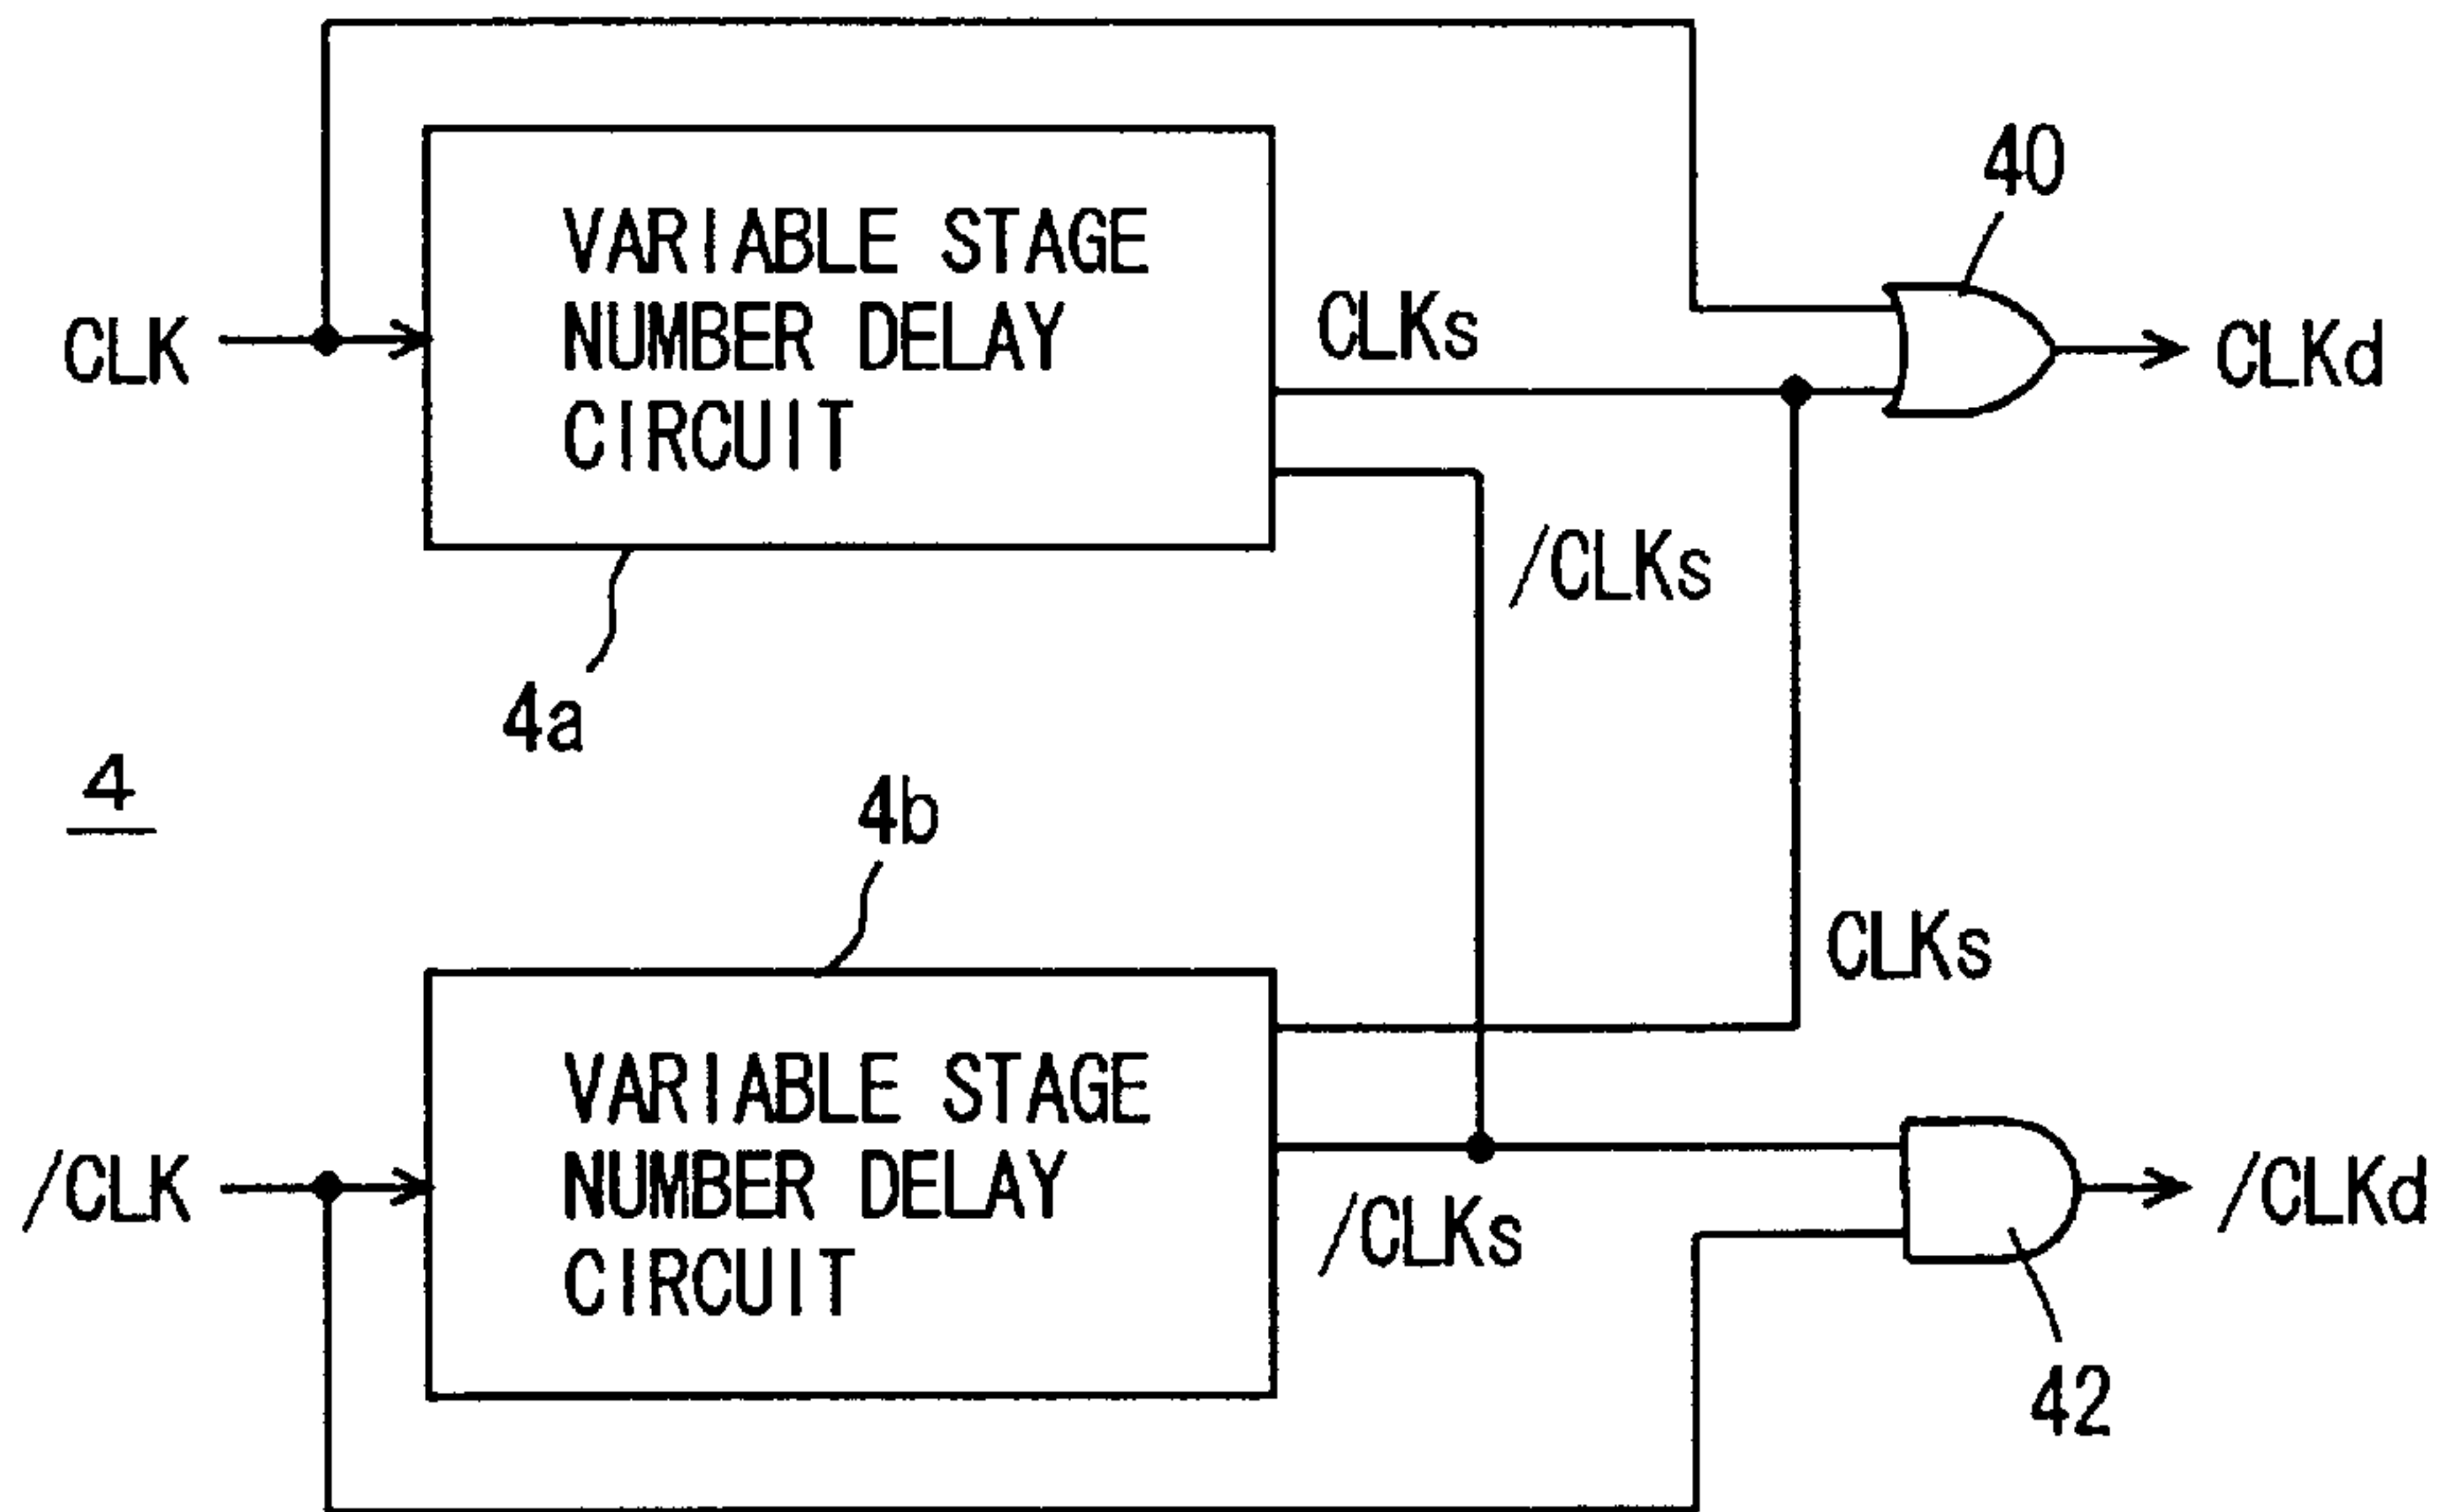 40
VARIABLE STAGE
NUMBER DELAY
CIRCUIT
CLK
CLKs
CLKd
/CLKs
4a
4
4b
CLKs
VARIABLE STAGE
NUMBER DELAY
CIRCUIT
/CLK
/CLKs
/CLKd
42